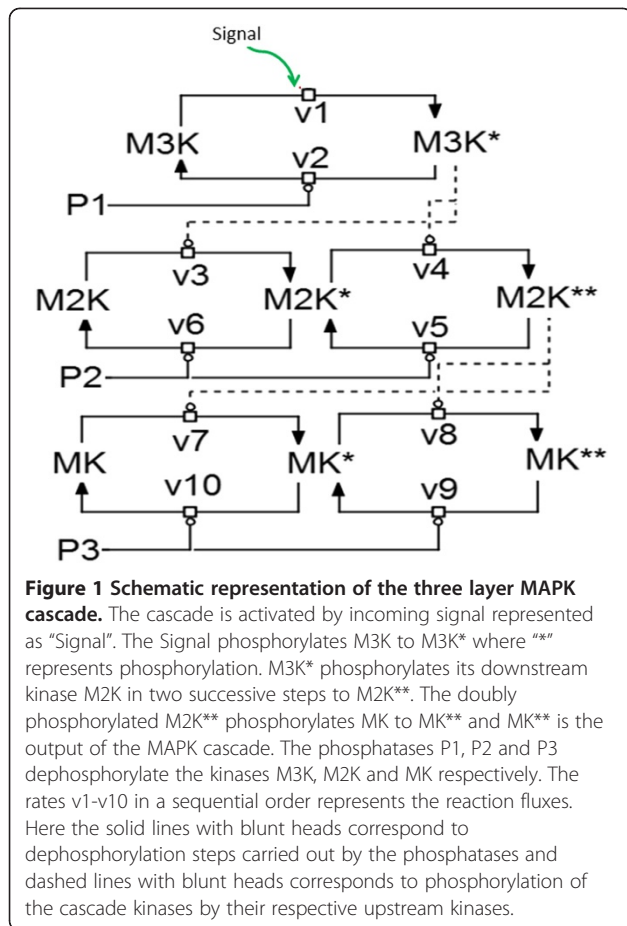 Signal
v1
M3K
M3K*
v2
P1
v3
v4
M2K
M2K*
M2K**
v6
v5
P2
v7
v8
MK
MK*
MK**
v10
v9
P3
Figure 1 Schematic representation of the three layer MAPK
cascade. The cascade is activated by incoming signal represented
as “Signal”. The Signal phosphorylates M3K to M3K* where “*”
represents phosphorylation. M3K* phosphorylates its downstream
kinase M2K in two successive steps to M2K**. The doubly
phosphorylated M2K** phosphorylates MK to MK** and MK** is the
output of the MAPK cascade. The phosphatases P1, P2 and P3
dephosphorylate the kinases M3K, M2K and MK respectively. The
rates v1-v10 in a sequential order represents the reaction fluxes.
Here the solid lines with blunt heads correspond to
dephosphorylation steps carried out by the phosphatases and
dashed lines with blunt heads corresponds to phosphorylation of
the cascade kinases by their respective upstream kinases.